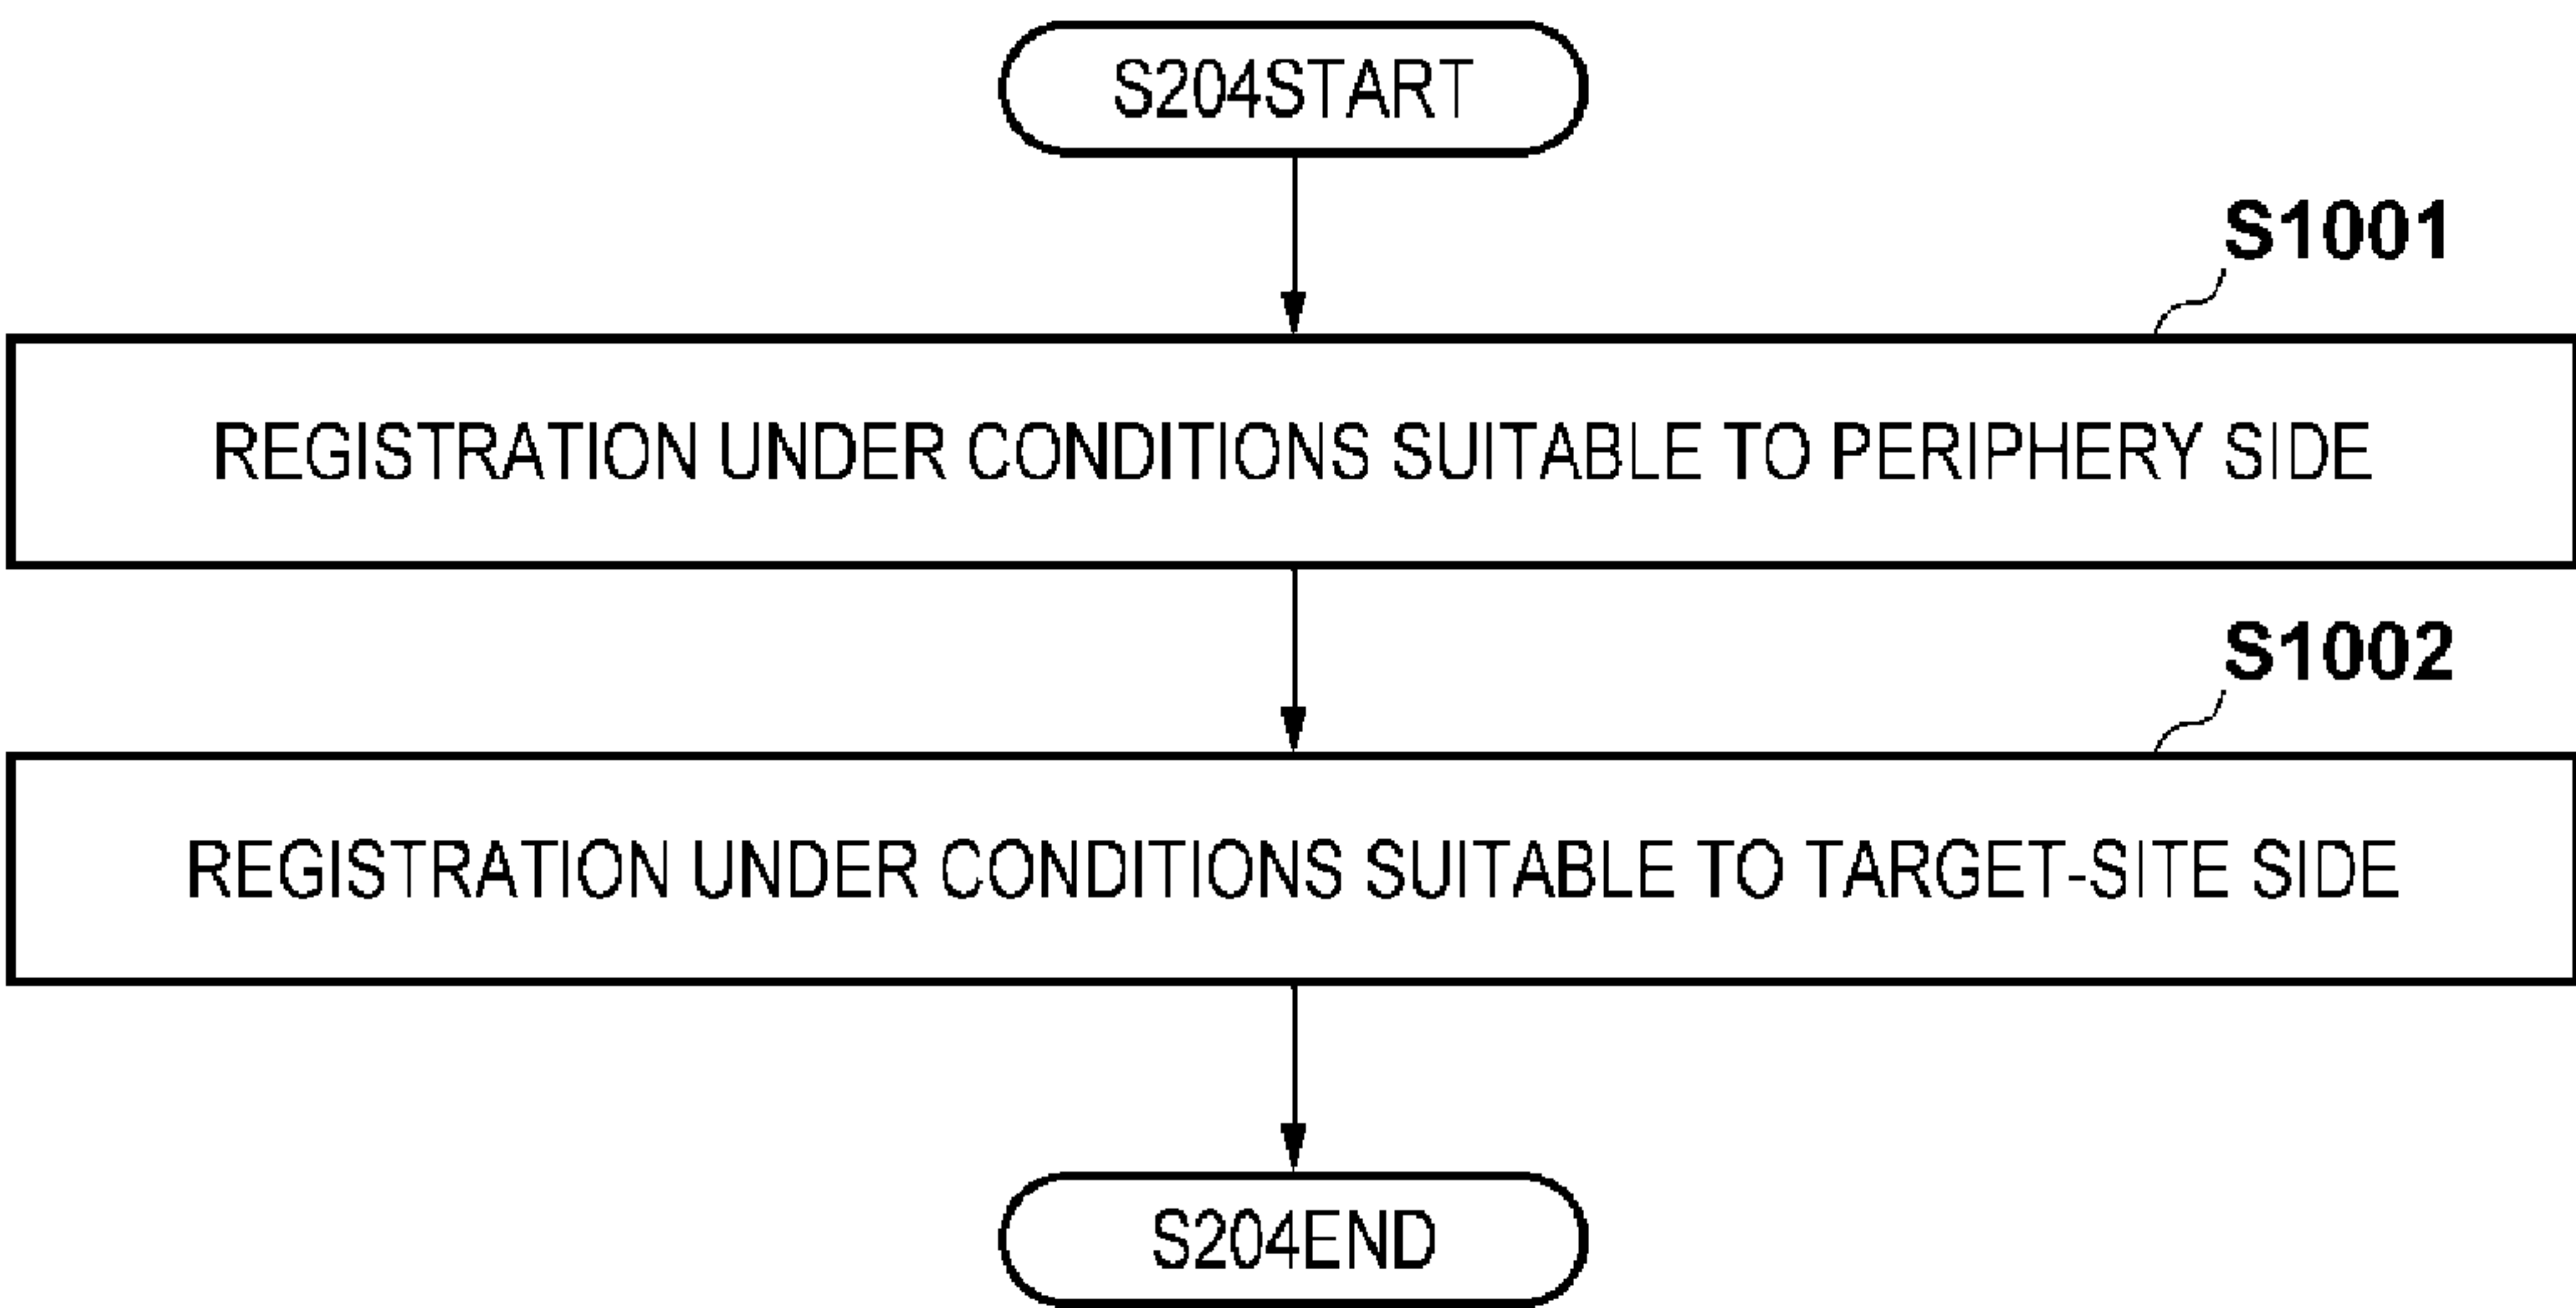 S204START
S1001
REGISTRATION UNDER CONDITIONS SUITABLE TO PERIPHERY SIDE
S1002
REGISTRATION UNDER CONDITIONS SUITABLE TO TARGET-SITE SIDE
S204END